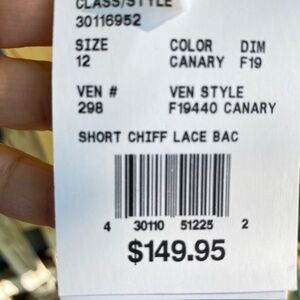 CLASS/STYLE
30116952
SIZE COLOR DIM
12 CANARY F19
VEN # VEN STYLE
298 F19440 CANARY
SHORT CHIFF LACE BAC
4 30110 51225 2
$149.95